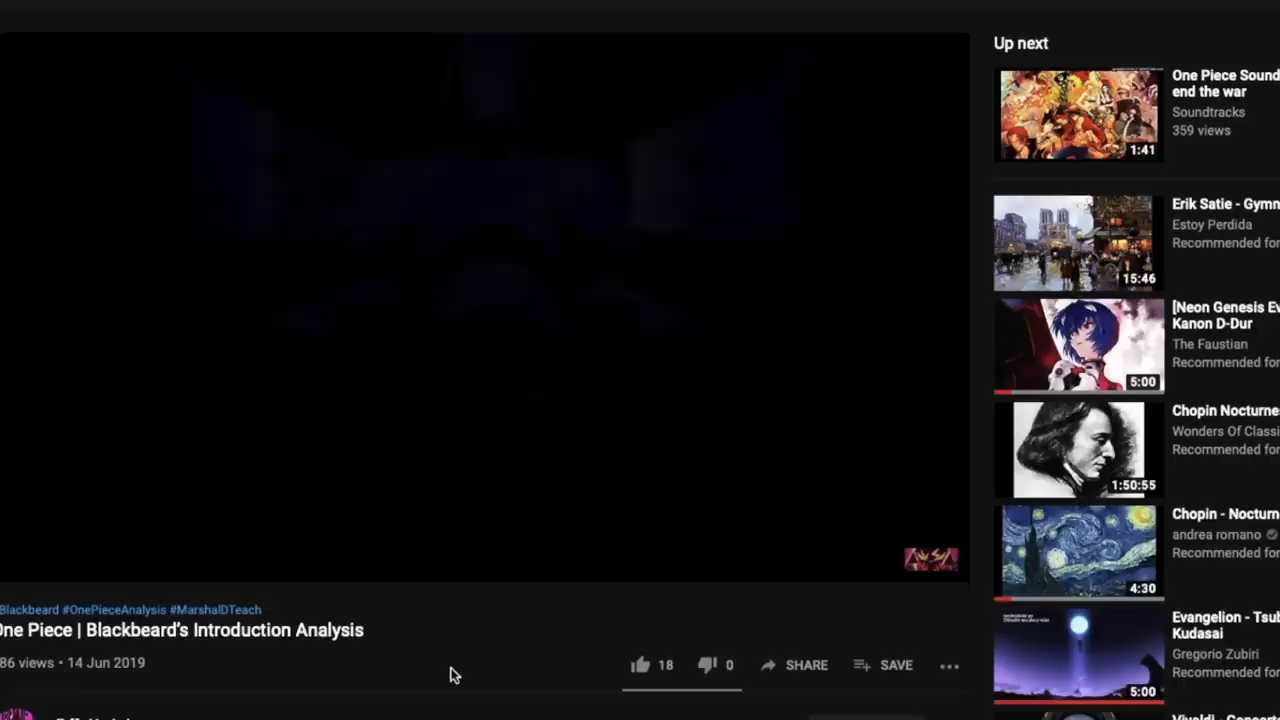 Up next
One Piece Sound
end the war
Soundtracks
359 views
1:41
Erik Satie - Gymn
Estoy Perdida
Recommended for
15:46
[Neon Genesis Ev
Kanon D-Dur
The Faustian
Recommended for
5:00
Chopin Nocturne
Wonders Of Classi
Recommended for
1:50:55
Chopin - Nocturn
andrea romano
Recommended for
4:30
Evangelion - Tsub
Kudasai
Gregorio Zubiri
Recommended for
5:00
Blackbeard #OnePieceAnalysis #MarshalDTeach
One Piece | Blackbeard's Introduction Analysis
86 views • 14 Jun 2019
18 0 SHARE SAVE